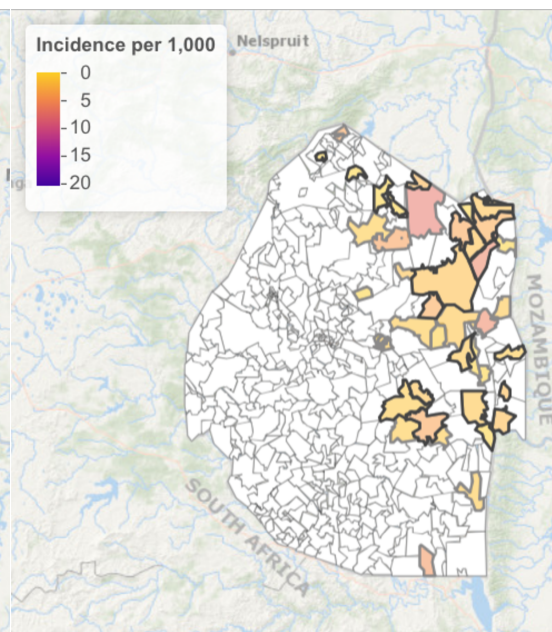 Incidence per 1,000
0
5
10
15
20
Nelspruit
MOZAMBIQUE
SOUTH AFRICA